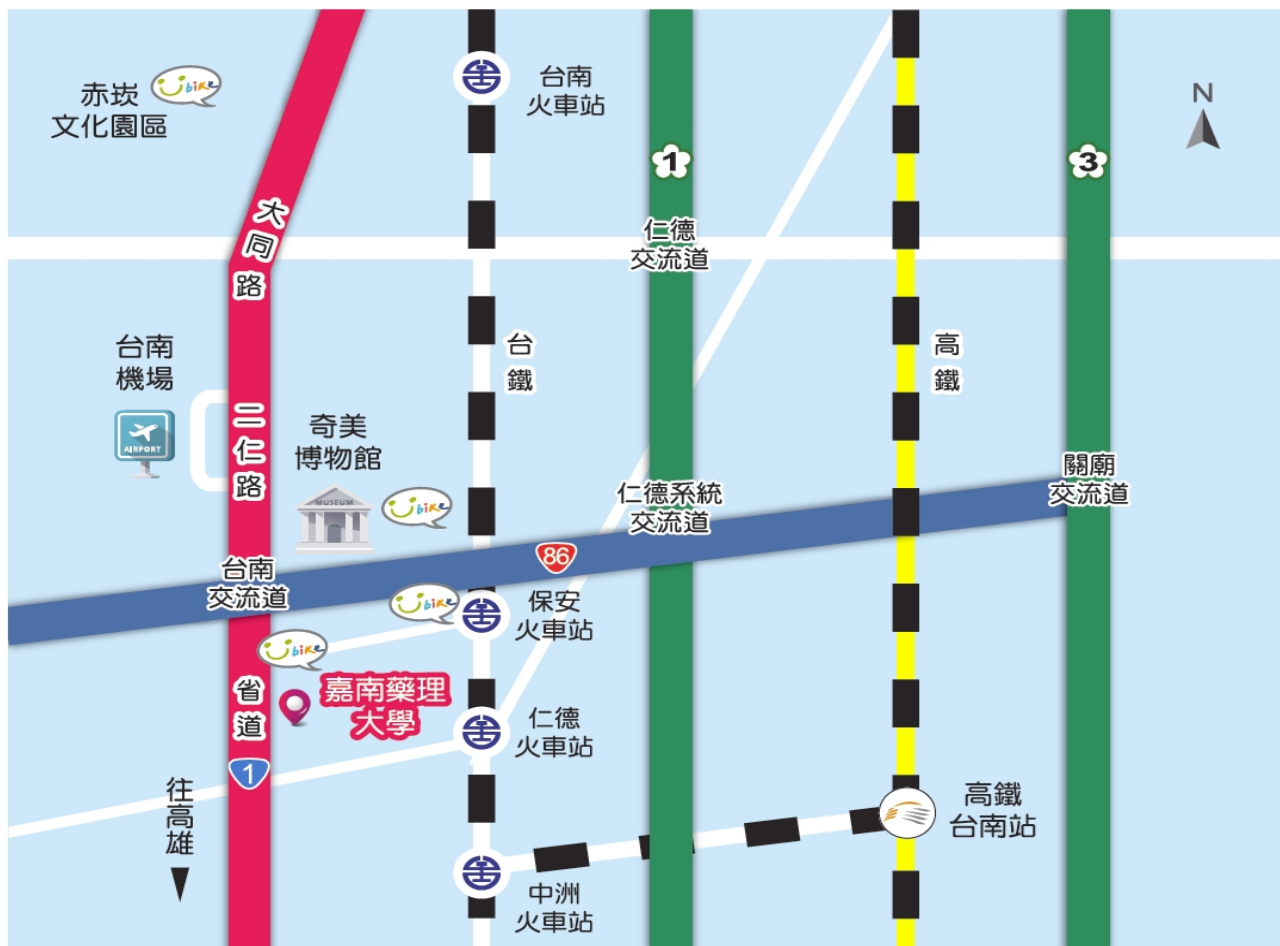 赤崁
文化園區
Ubike
台南
火車站
N
1
3
大同路
仁德
交流道
台鐵
高鐵
台南
機場
AIRPORT
二仁路
奇美
博物館
MUSEUM
Ubike
仁德系統
交流道
關廟
交流道
86
台南
交流道
Ubike
保安
火車站
Ubike
嘉南藥理
大學
省道
1
仁德
火車站
往高雄
高鐵
台南站
中洲
火車站